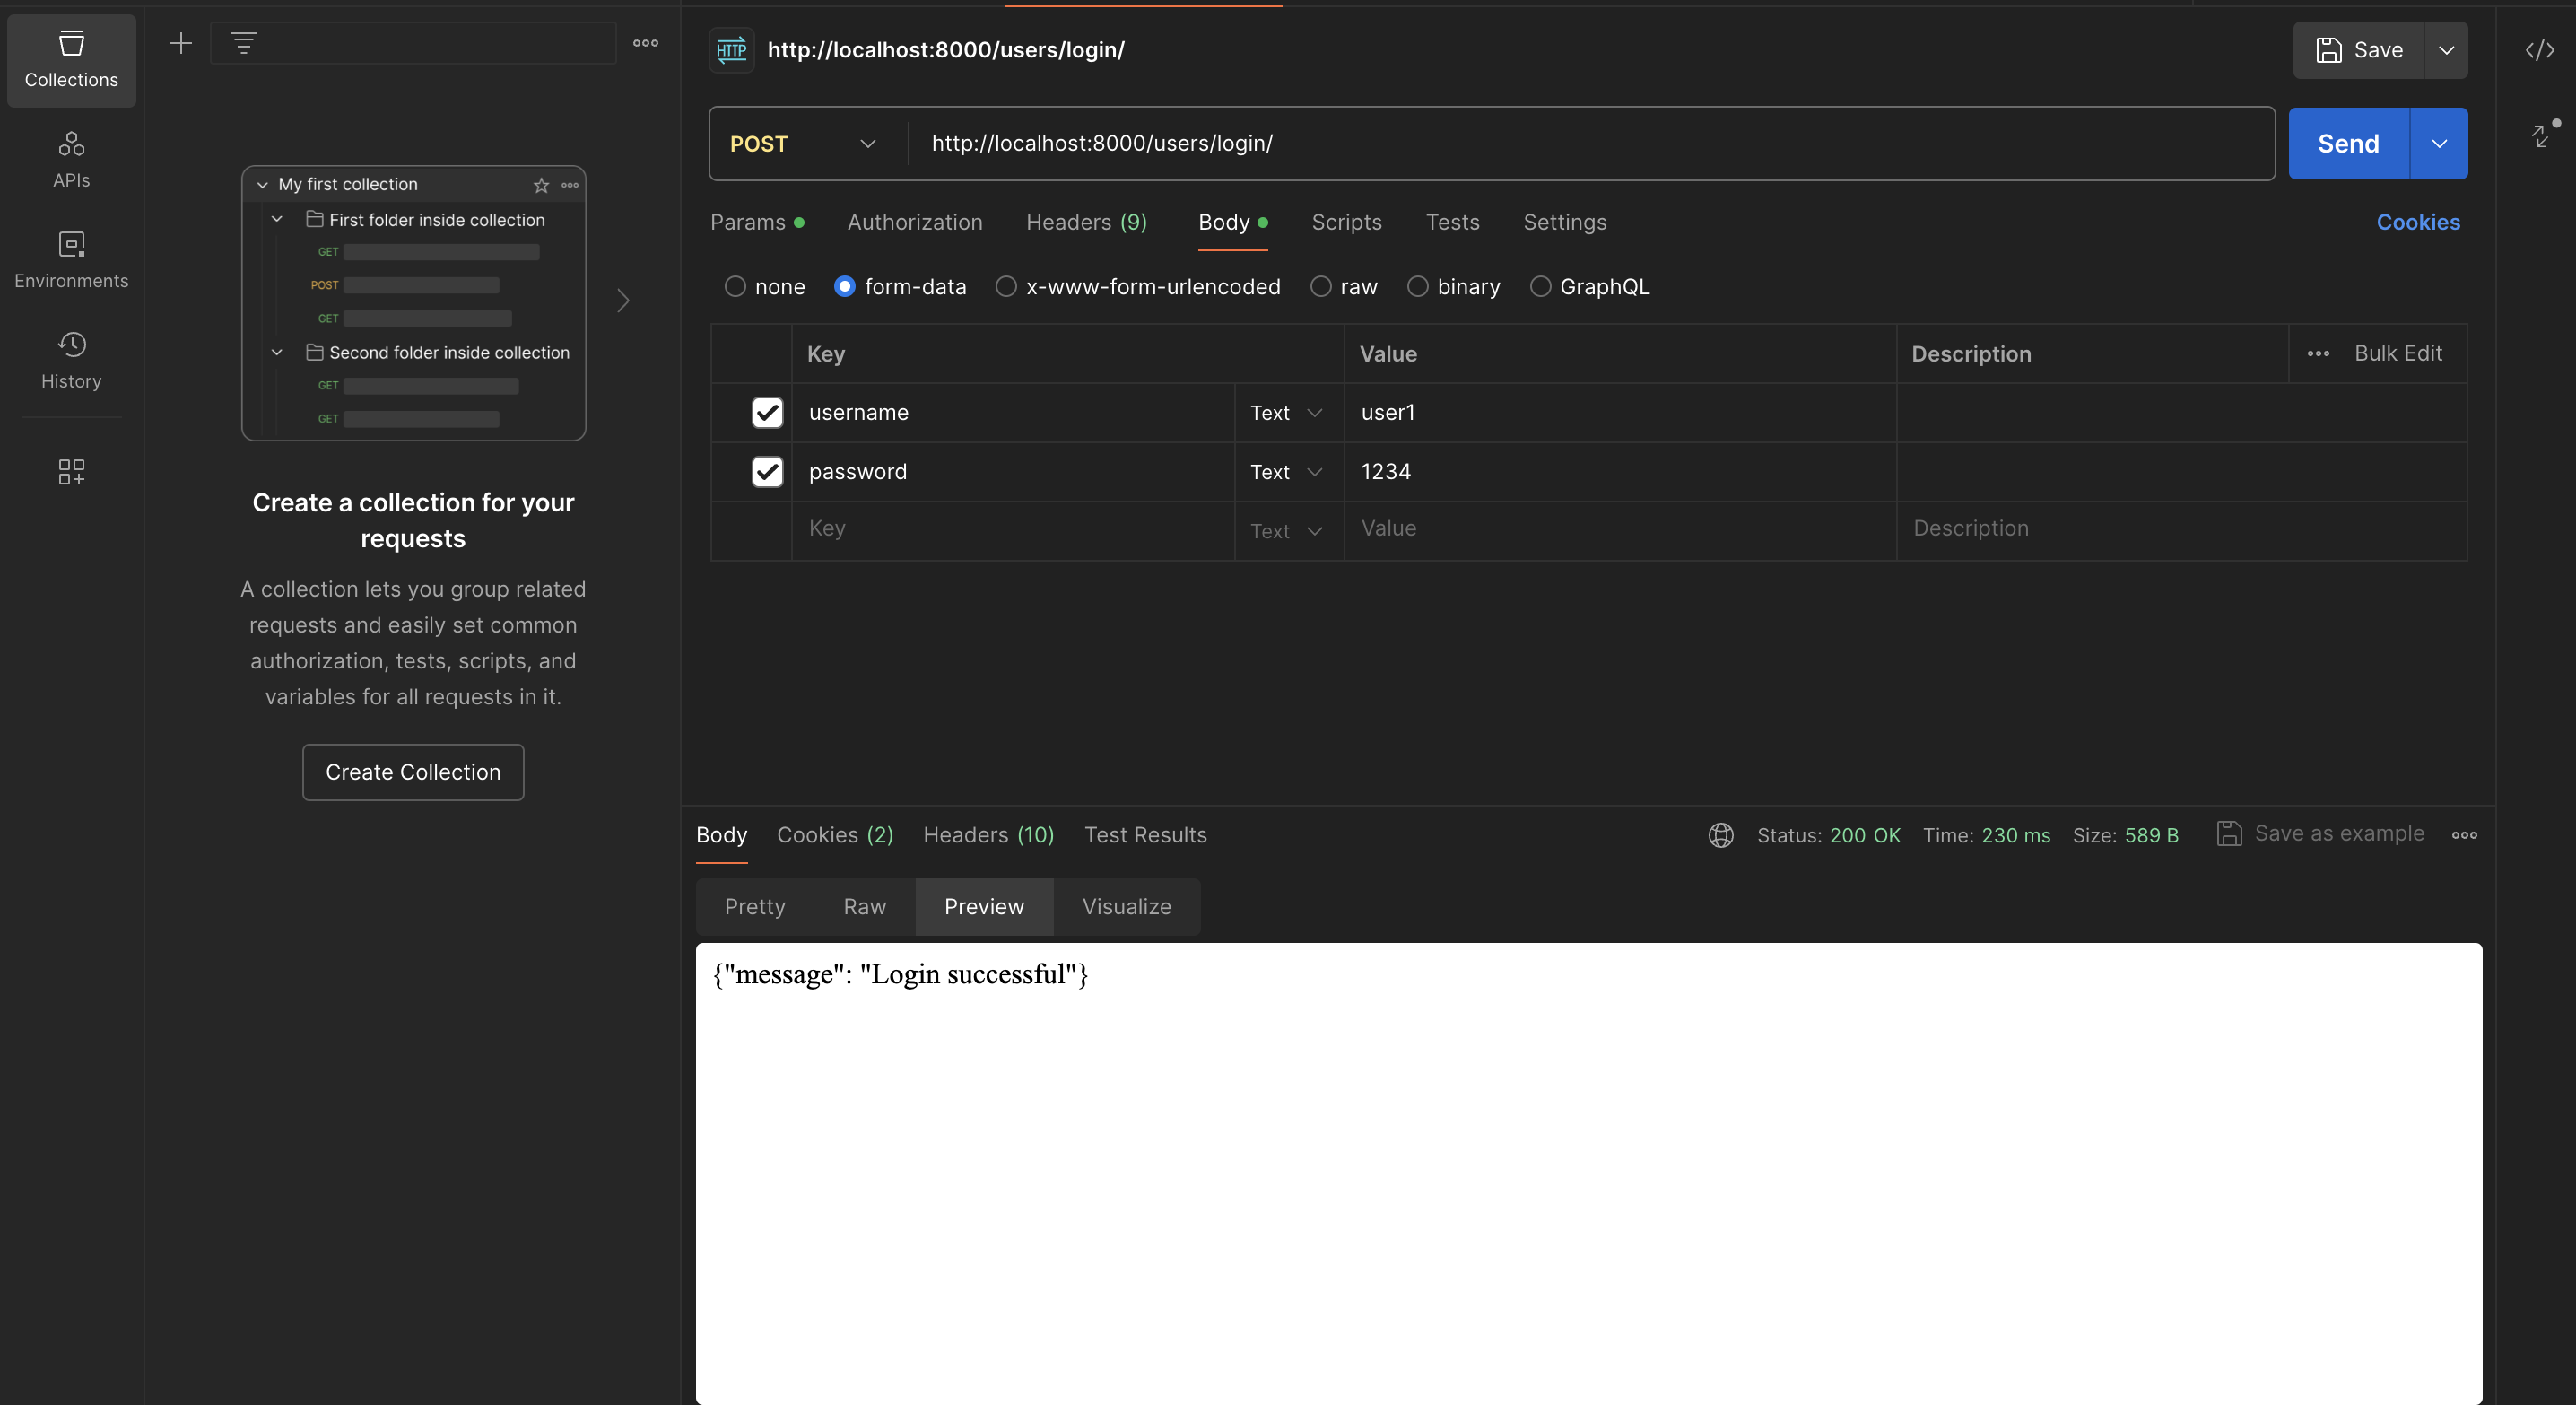 Collections
APIs
Environments
History
My first collection
First folder inside collection
GET
POST
GET
Second folder inside collection
GET
GET
Create a collection for your
requests
A collection lets you group related
requests and easily set common
authorization, tests, scripts, and
variables for all requests in it.
Create Collection
HTTP http://localhost:8000/users/login/
Save
POST http://localhost:8000/users/login/
Send
Params Authorization Headers (9) Body Scripts Tests Settings Cookies
none form-data x-www-form-urlencoded raw binary GraphQL
Key Value Description Bulk Edit
username Text user1
password Text 1234
Key Text Value Description
Body Cookies (2) Headers (10) Test Results Status: 200 OK Time: 230 ms Size: 589 B Save as example
Pretty Raw Preview Visualize
{"message": "Login successful"}